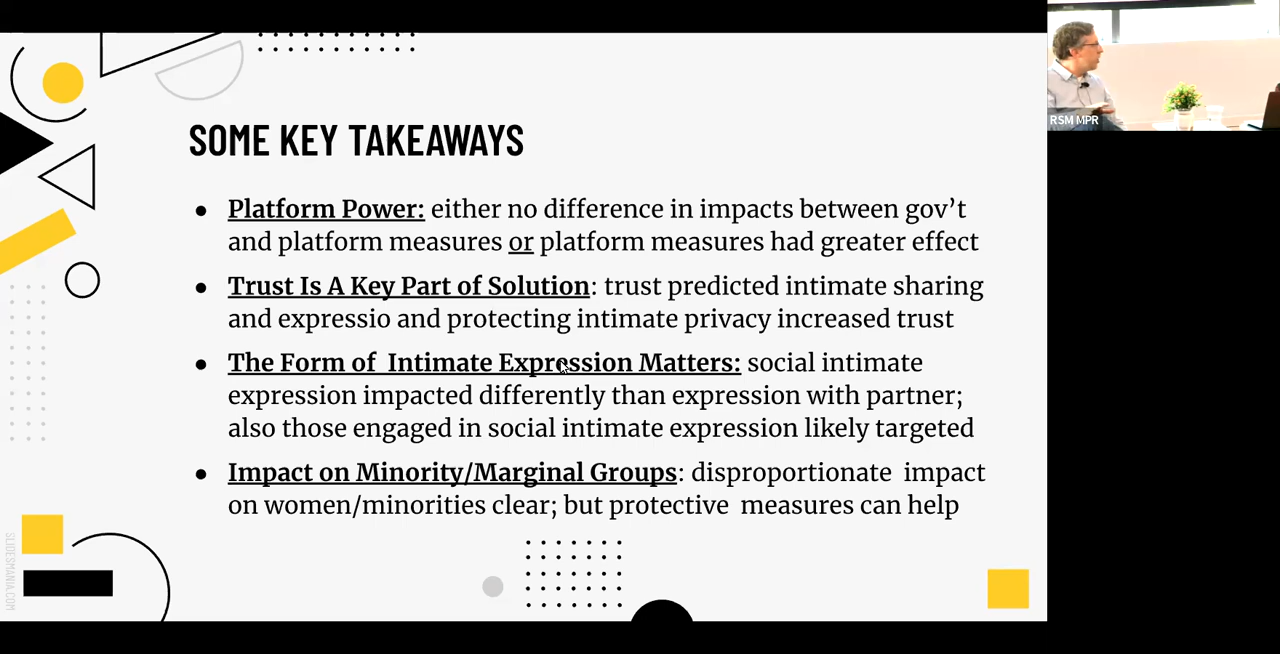 SOME KEY TAKEAWAYS
● Platform Power: either no difference in impacts between gov’t
and platform measures or platform measures had greater effect
● Trust Is A Key Part of Solution: trust predicted intimate sharing
and expressio and protecting intimate privacy increased trust
● The Form of  Intimate Expression Matters: social intimate
expression impacted differently than expression with partner;
also those engaged in social intimate expression likely targeted
● Impact on Minority/Marginal Groups: disproportionate  impact
on women/minorities clear; but protective  measures can help
SLIDESMANIA.COM
RSM MPR